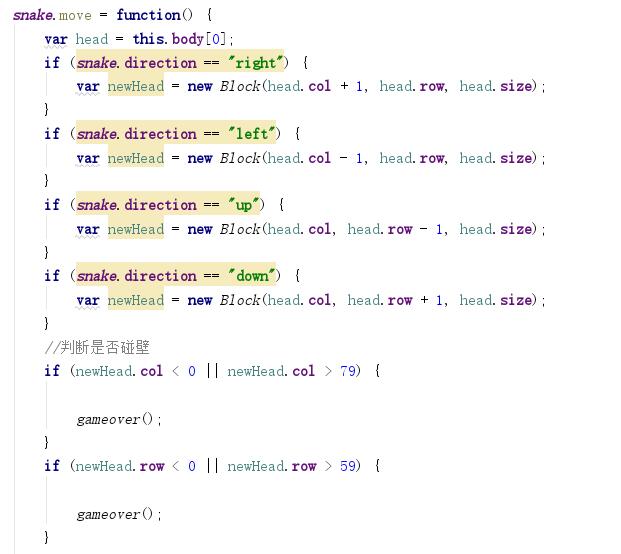 snake.move = function() {
var head = this.body[0];
if (snake.direction == "right") {
var newHead = new Block(head.col + 1, head.row, head.size);
}
if (snake.direction == "left") {
var newHead = new Block(head.col - 1, head.row, head.size);
}
if (snake.direction == "up") {
var newHead = new Block(head.col, head.row - 1, head.size);
}
if (snake.direction == "down") {
var newHead = new Block(head.col, head.row + 1, head.size);
}
//判断是否碰壁
if (newHead.col < 0 || newHead.col > 79) {
gameover();
}
if (newHead.row < 0 || newHead.row > 59) {
gameover();
}